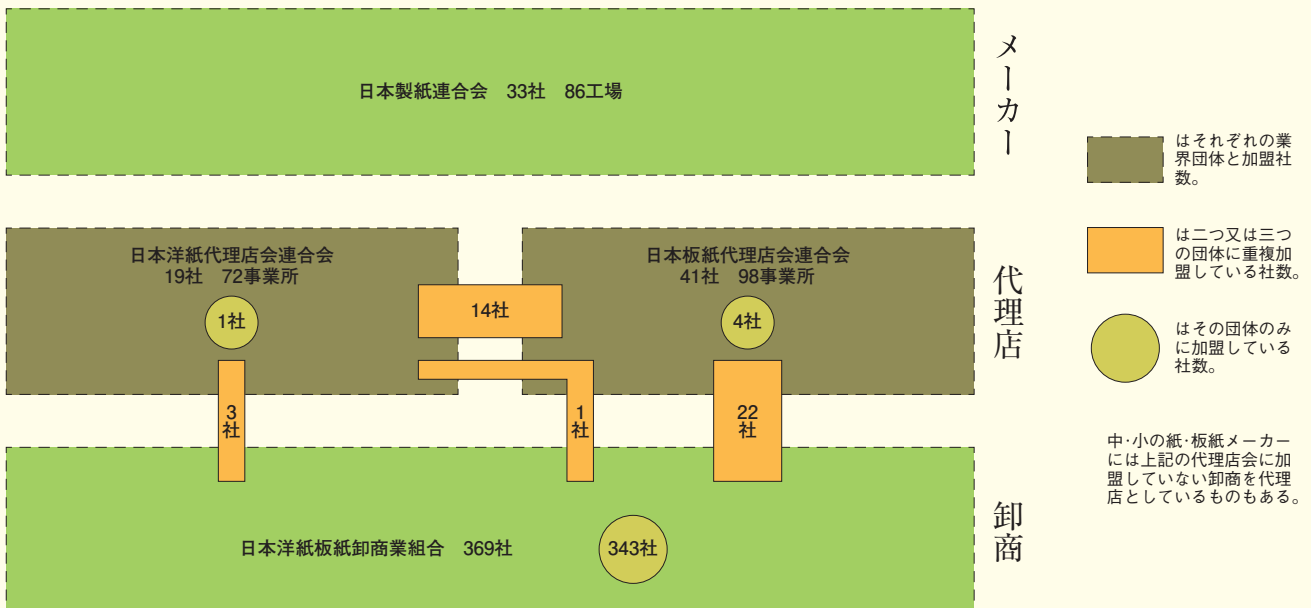 日本製紙連合会　33社　86工場
メーカー
はそれぞれの業
界団体と加盟社
数。
日本洋紙代理店会連合会
19社　72事業所
日本板紙代理店会連合会
41社　98事業所
14社
1社
4社
代理店
は二つ又は三つ
の団体に重複加
盟している社数。
はその団体のみ
に加盟している
社数。
3社
1社
22社
中・小の紙・板紙メーカー
には上記の代理店会に加
盟していない卸商を代理
店としているものもある。
日本洋紙板紙卸商業組合　369社
343社
卸商